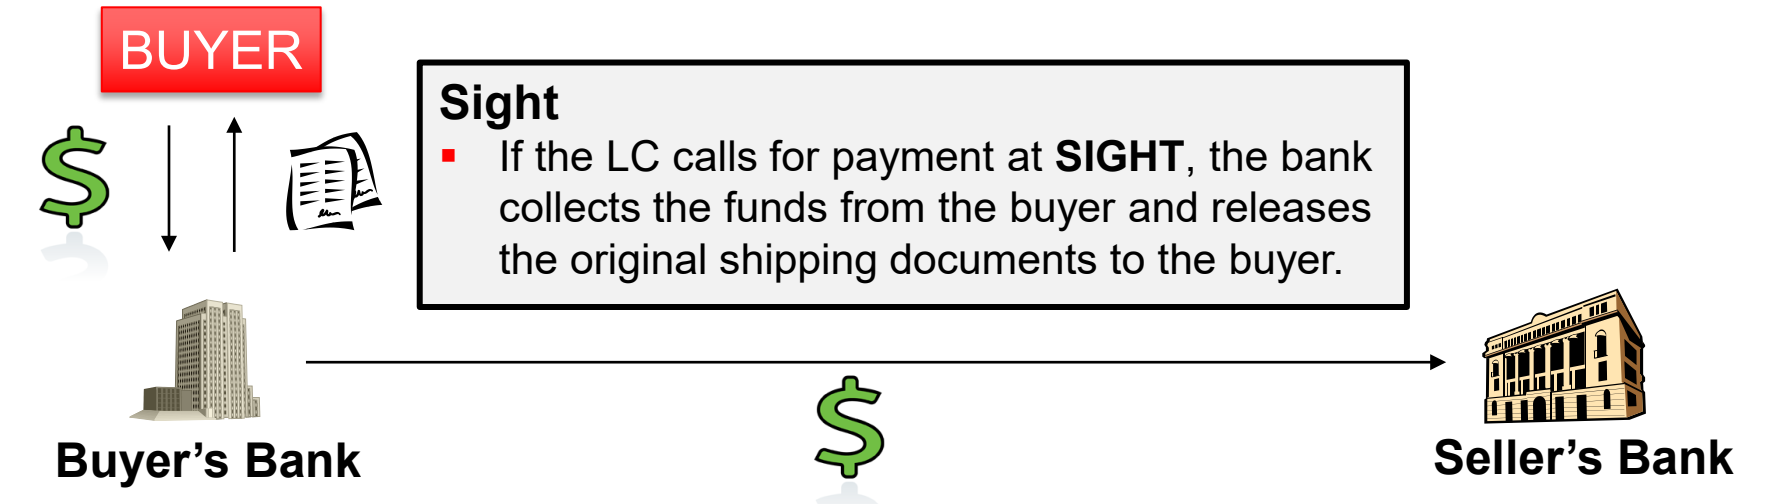 BUYER
Sight
▪ If the LC calls for payment at SIGHT, the bank
collects the funds from the buyer and releases
the original shipping documents to the buyer.
Buyer’s Bank
Seller’s Bank